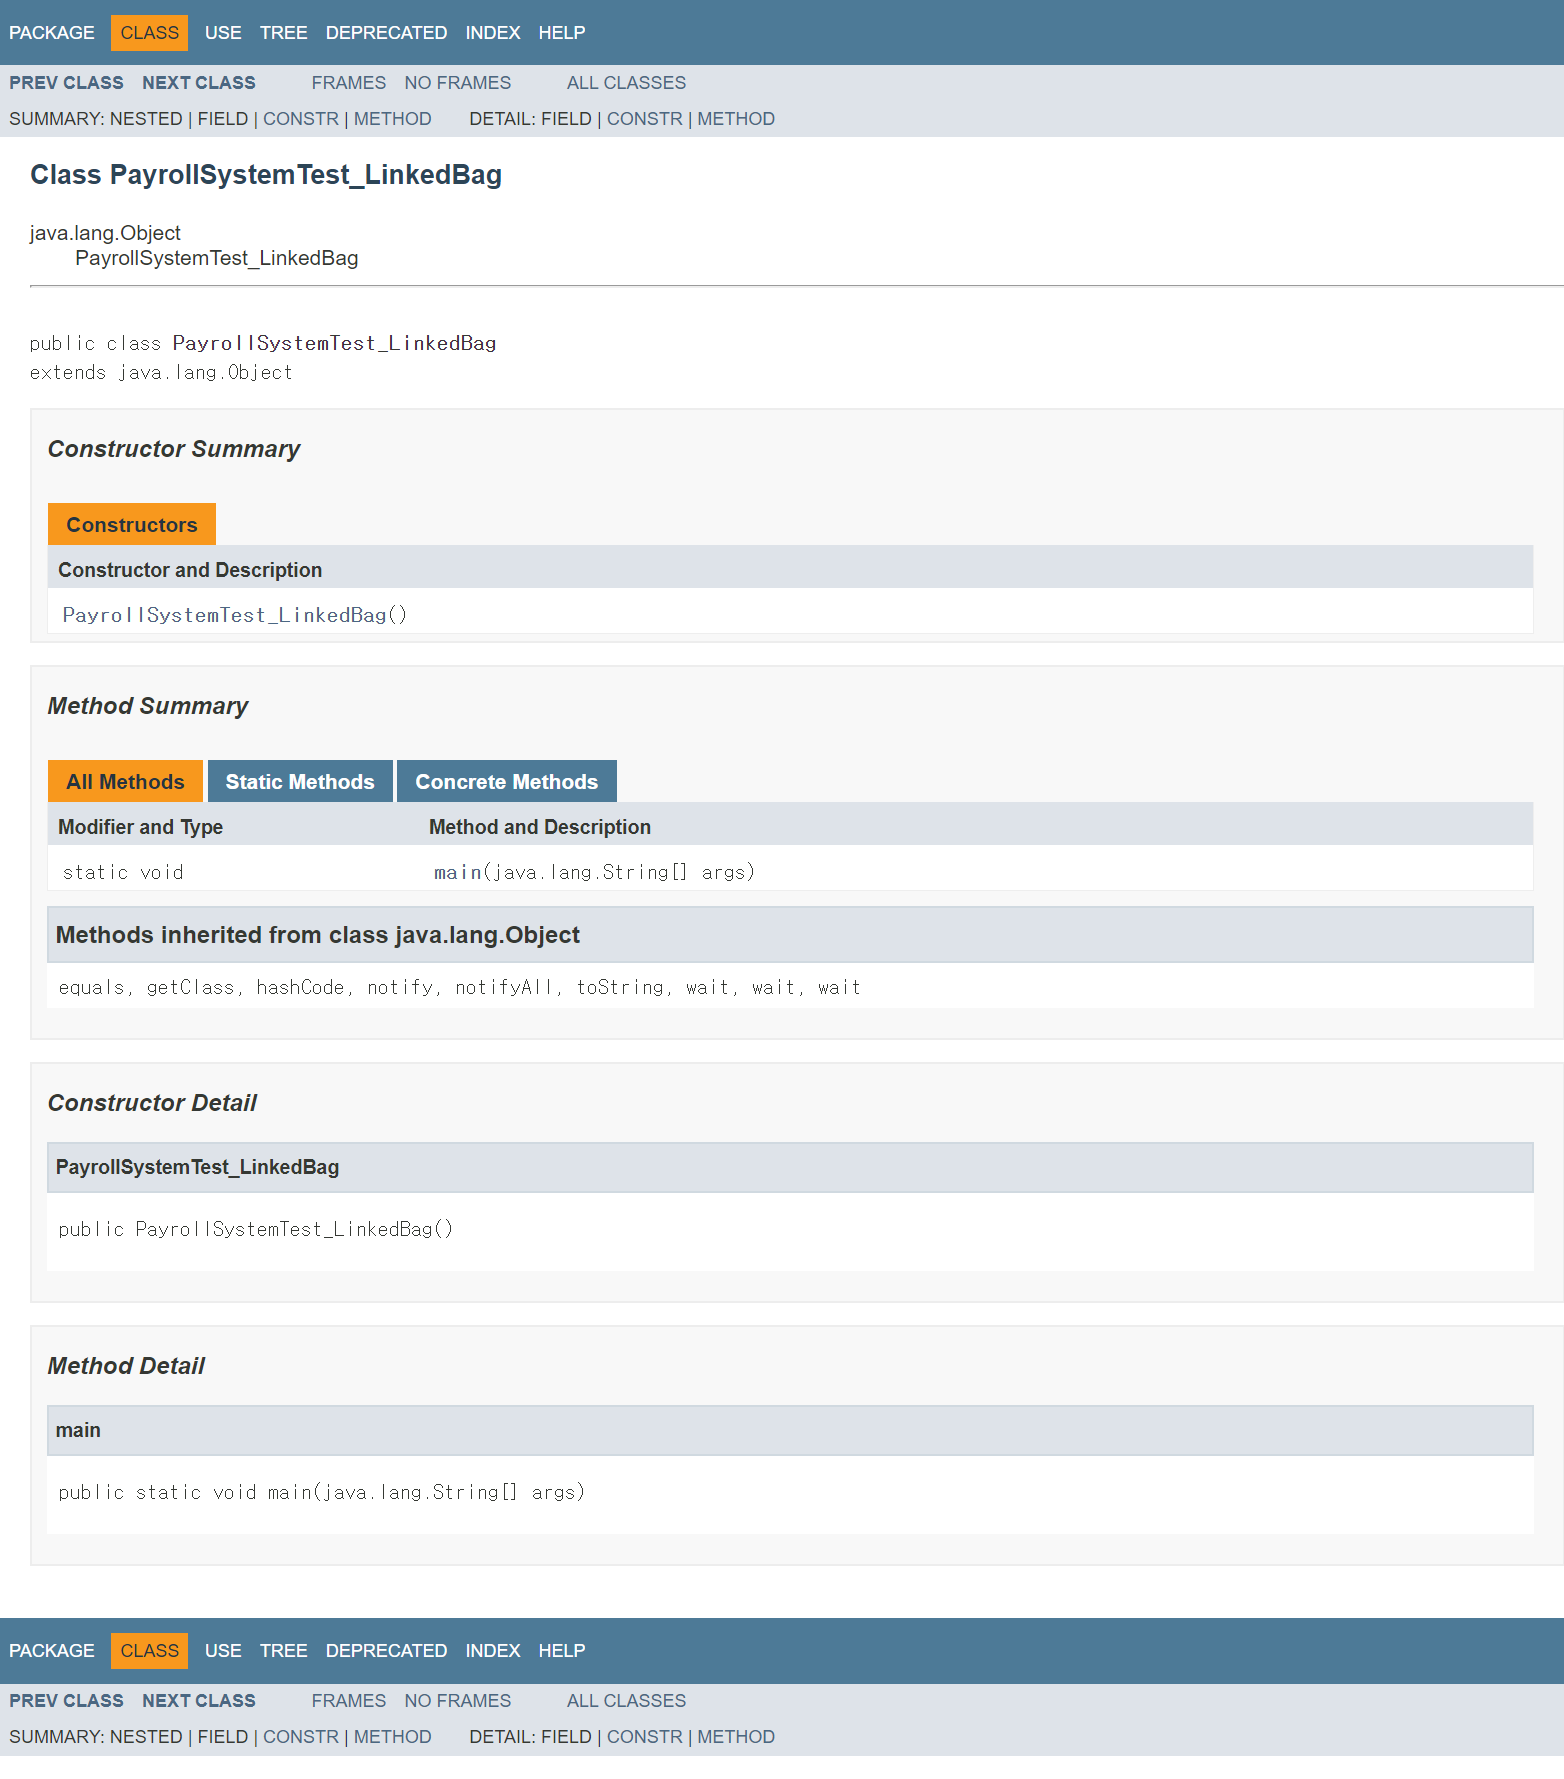 PACKAGE CLASS USE TREE DEPRECATED INDEX HELP
PREV CLASS NEXT CLASS FRAMES NO FRAMES ALL CLASSES
SUMMARY: NESTED | FIELD | CONSTR | METHOD DETAIL: FIELD | CONSTR | METHOD
Class PayrollSystemTest_LinkedBag
java.lang.Object
PayrollSystemTest_LinkedBag
public class PayrollSystemTest_LinkedBag
extends java.lang.Object
Constructor Summary
Constructors
Constructor and Description
PayrollSystemTest_LinkedBag()
Method Summary
All Methods Static Methods Concrete Methods
Modifier and Type Method and Description
static void main(java.lang.String[] args)
Methods inherited from class java.lang.Object
equals, getClass, hashCode, notify, notifyAll, toString, wait, wait, wait
Constructor Detail
PayrollSystemTest_LinkedBag
public PayrollSystemTest_LinkedBag()
Method Detail
main
public static void main(java.lang.String[] args)
PACKAGE CLASS USE TREE DEPRECATED INDEX HELP
PREV CLASS NEXT CLASS FRAMES NO FRAMES ALL CLASSES
SUMMARY: NESTED | FIELD | CONSTR | METHOD DETAIL: FIELD | CONSTR | METHOD